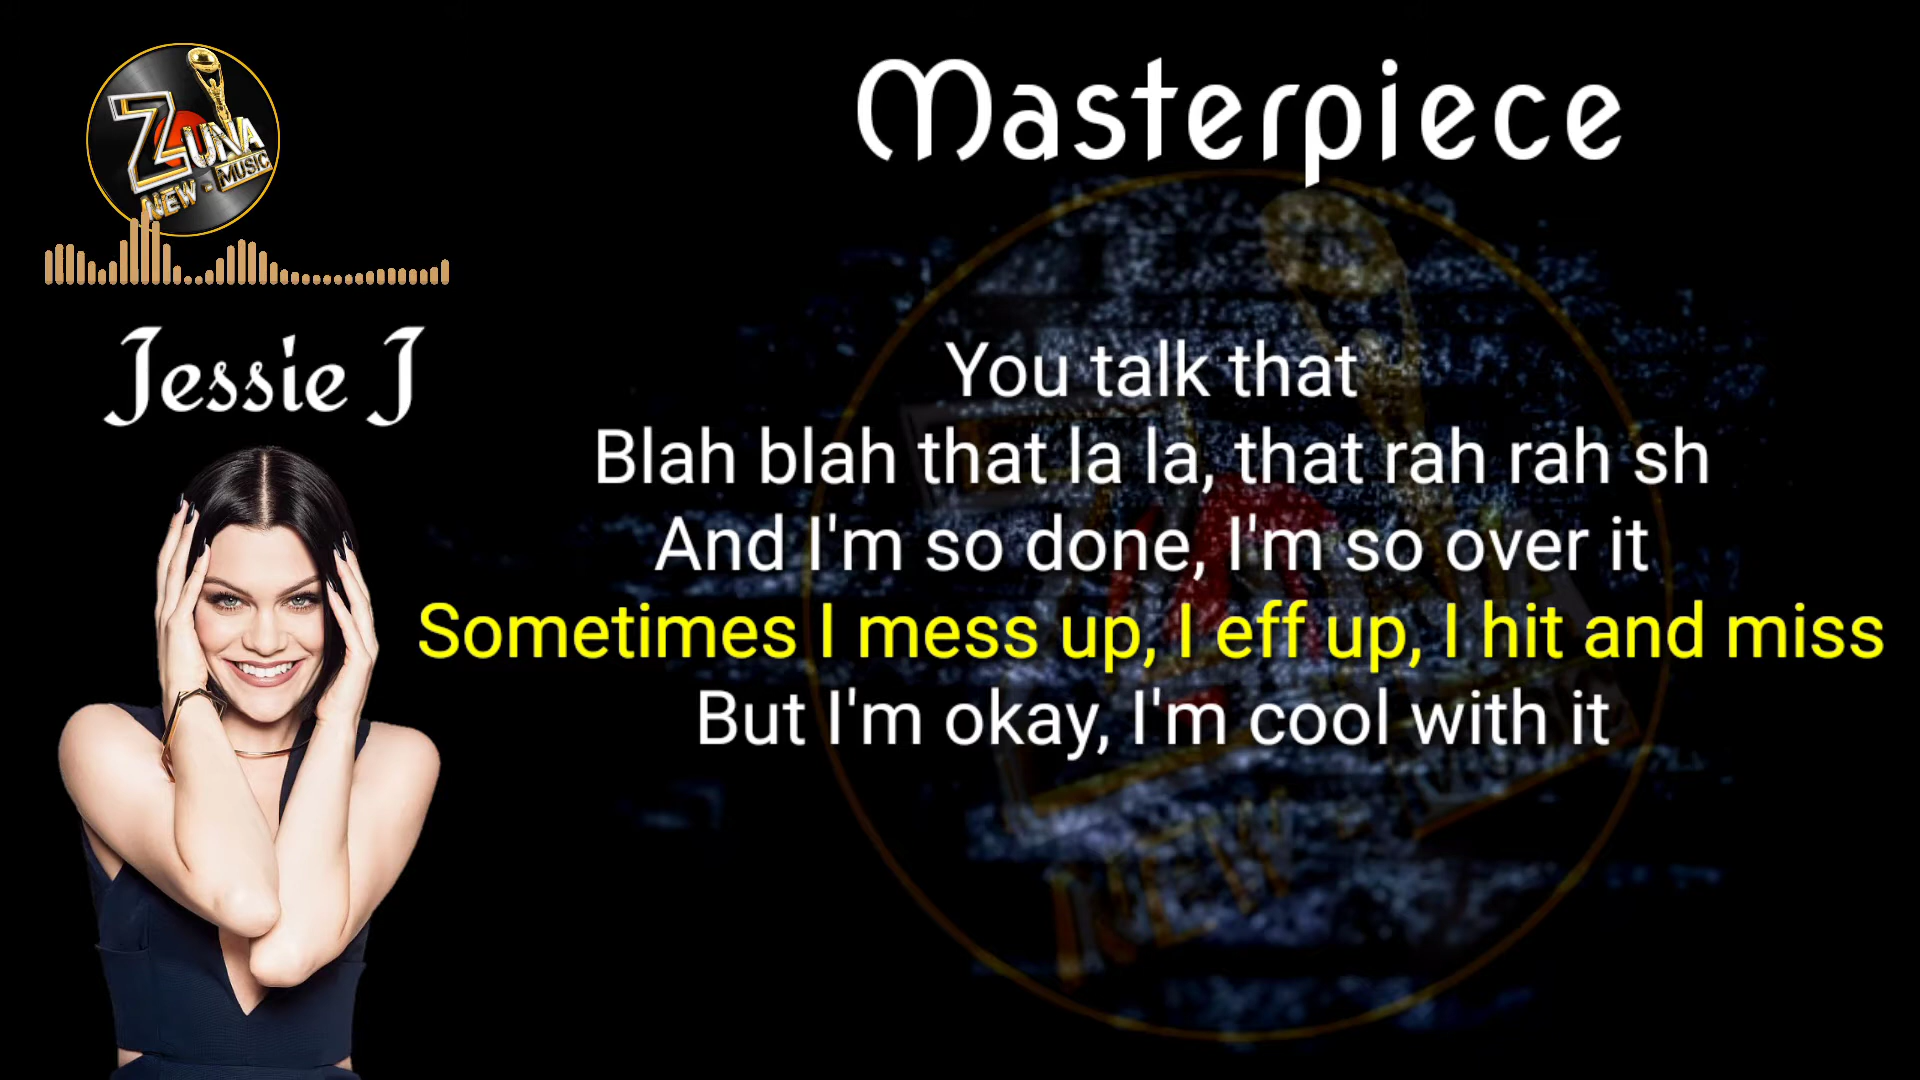 ZUNA
NEW - MUSIC
Masterpiece
Jessie J
You talk that
Blah blah that la la, that rah rah sh
And I'm so done, I'm so over it
Sometimes I mess up, I eff up, I hit and miss
But I'm okay, I'm cool with it
NEW